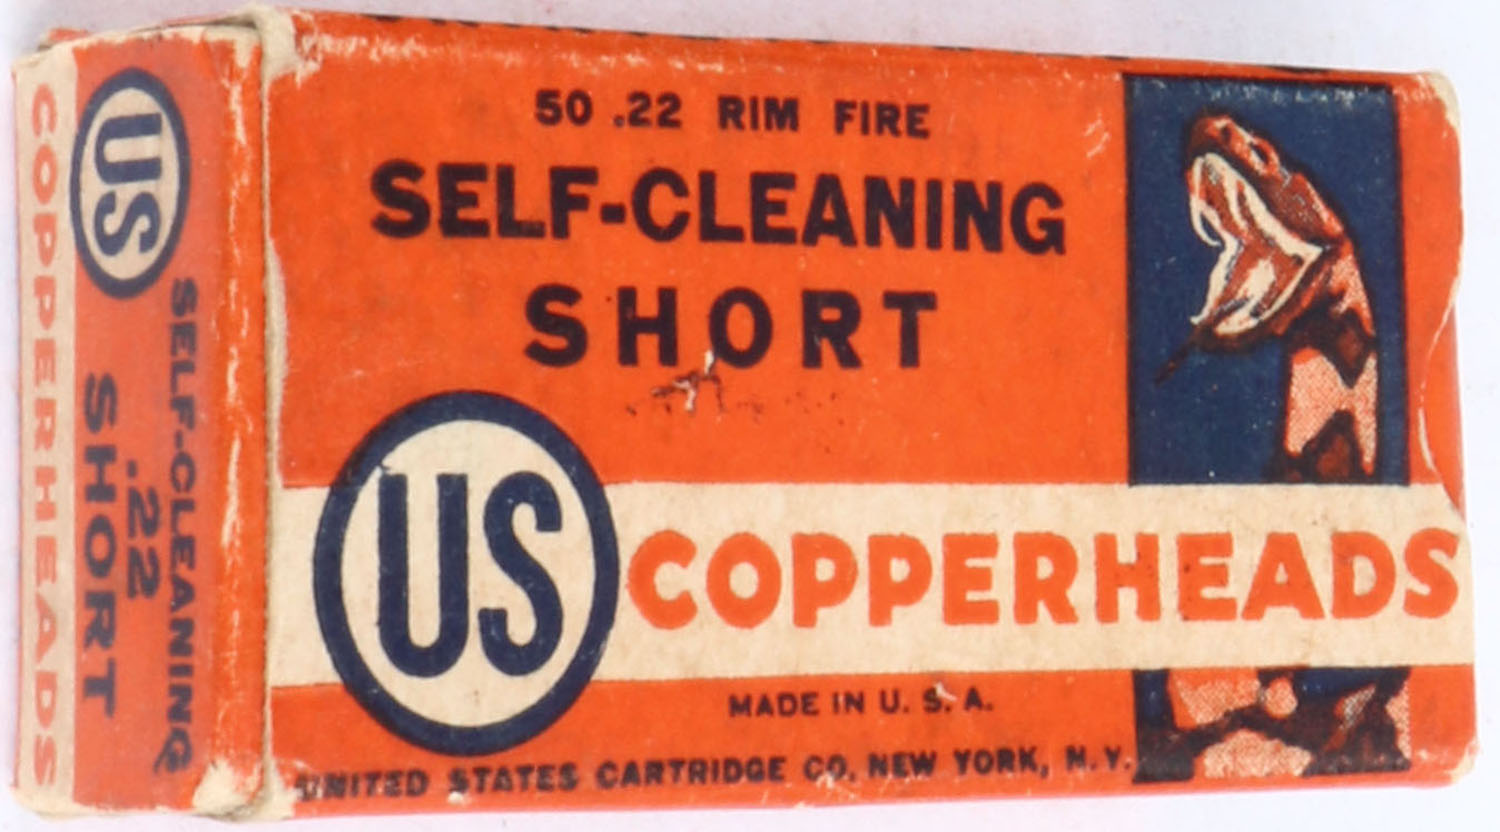 50 .22 RIM FIRE
SELF-CLEANING
SHORT
US
COPPERHEADS
MADE IN U. S. A.
UNITED STATES CARTRIDGE CO. NEW YORK, N.Y.
US
SELF-CLEANING
.22
SHORT
COPPERHEADS